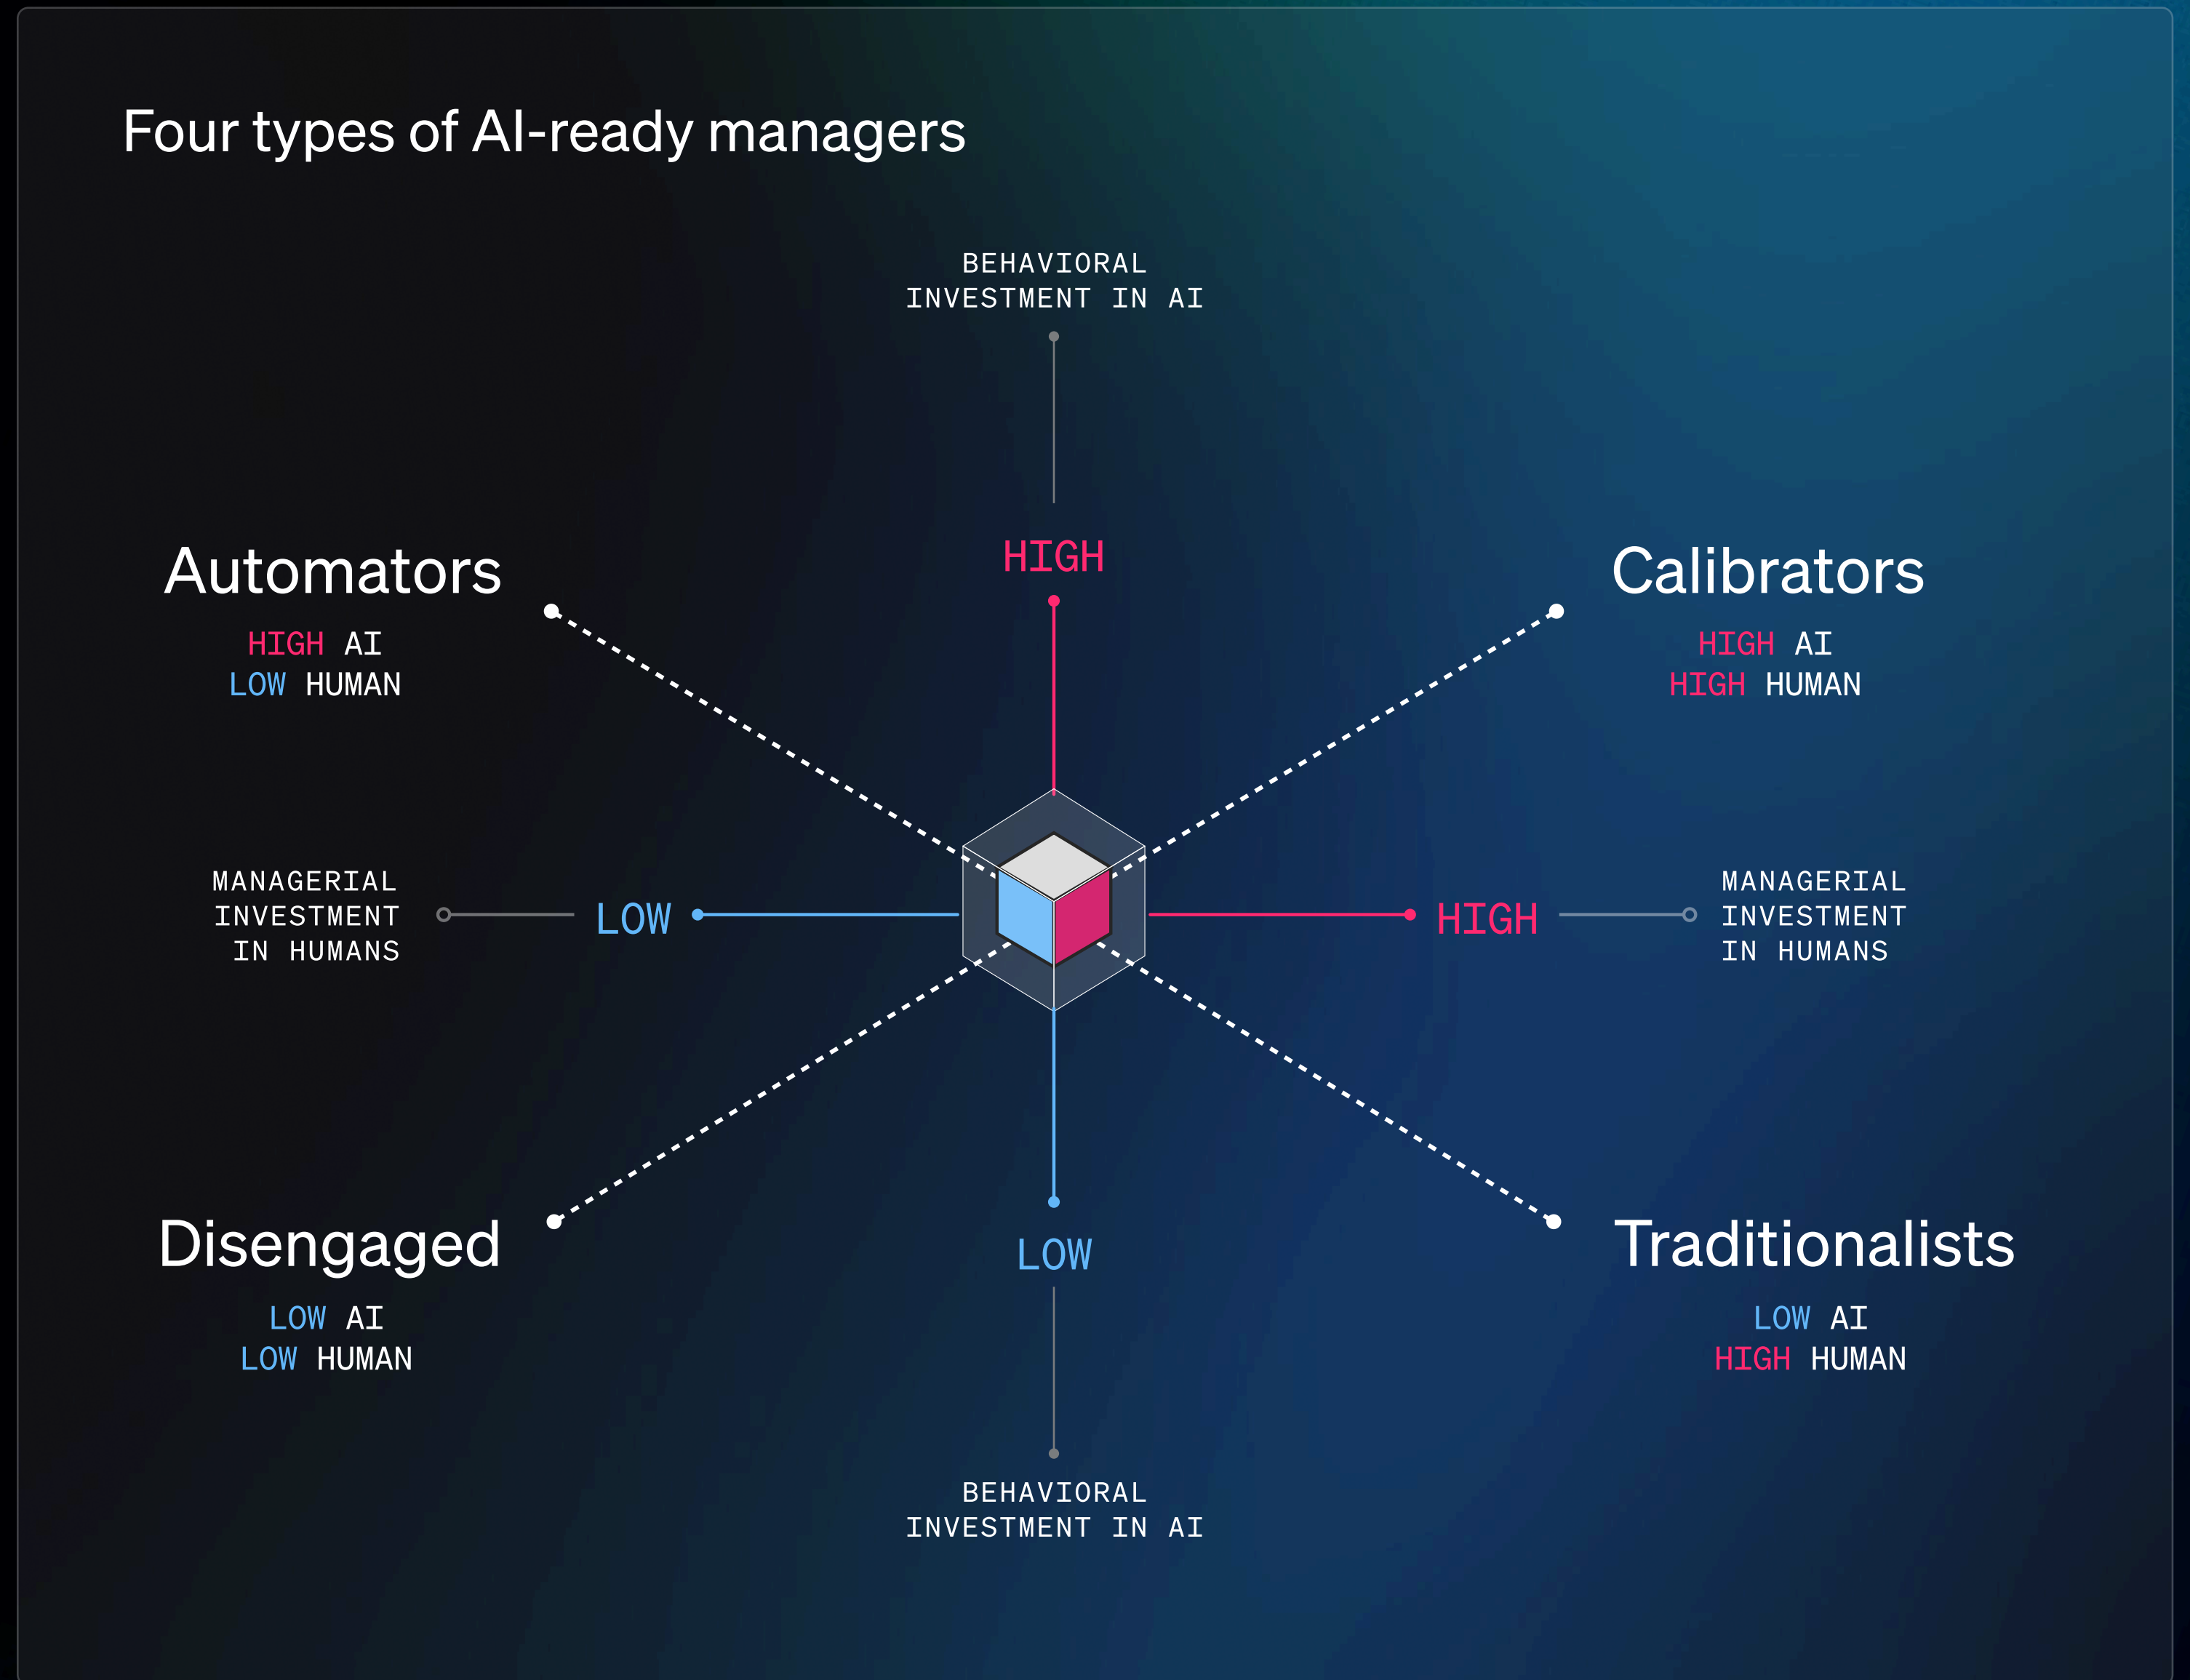 Four types of AI-ready managers
BEHAVIORAL
INVESTMENT IN AI
HIGH
Automators
HIGH AI
LOW HUMAN
Calibrators
HIGH AI
HIGH HUMAN
MANAGERIAL
INVESTMENT
IN HUMANS
LOW
HIGH
MANAGERIAL
INVESTMENT
IN HUMANS
Disengaged
LOW AI
LOW HUMAN
LOW
Traditionalists
LOW AI
HIGH HUMAN
BEHAVIORAL
INVESTMENT IN AI